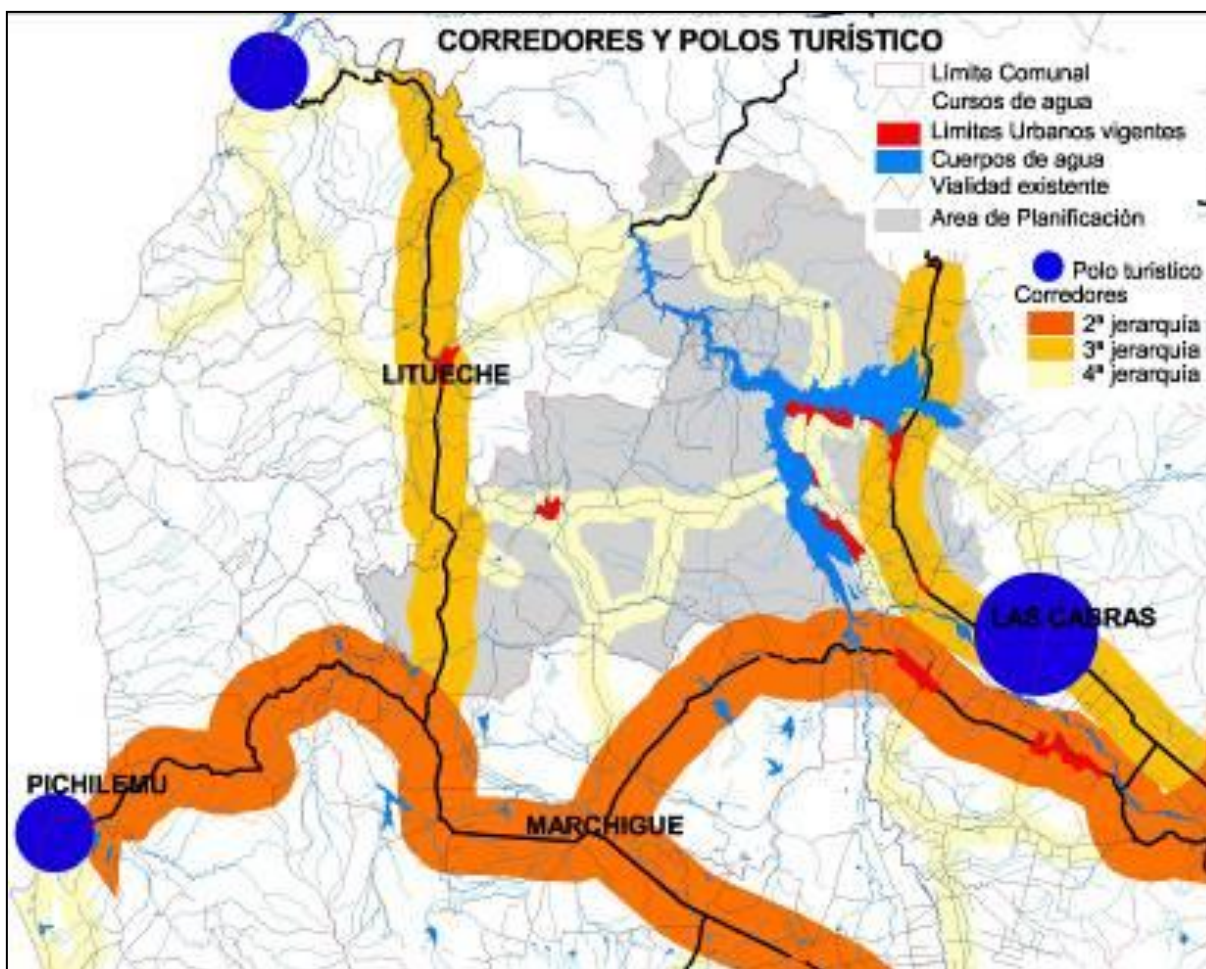 CORREDORES Y POLOS TURÍSTICO
Límite Comunal
Cursos de agua
Limites Urbanos vigentes
Cuerpos de agua
Vialidad existente
Area de Planificación
Polo turistico
Corredores
2ª jerarquía
3ª jerarquía
4ª jerarquía
LITUECHE
LAS CABRAS
PICHILEMU
MARCHIGUE